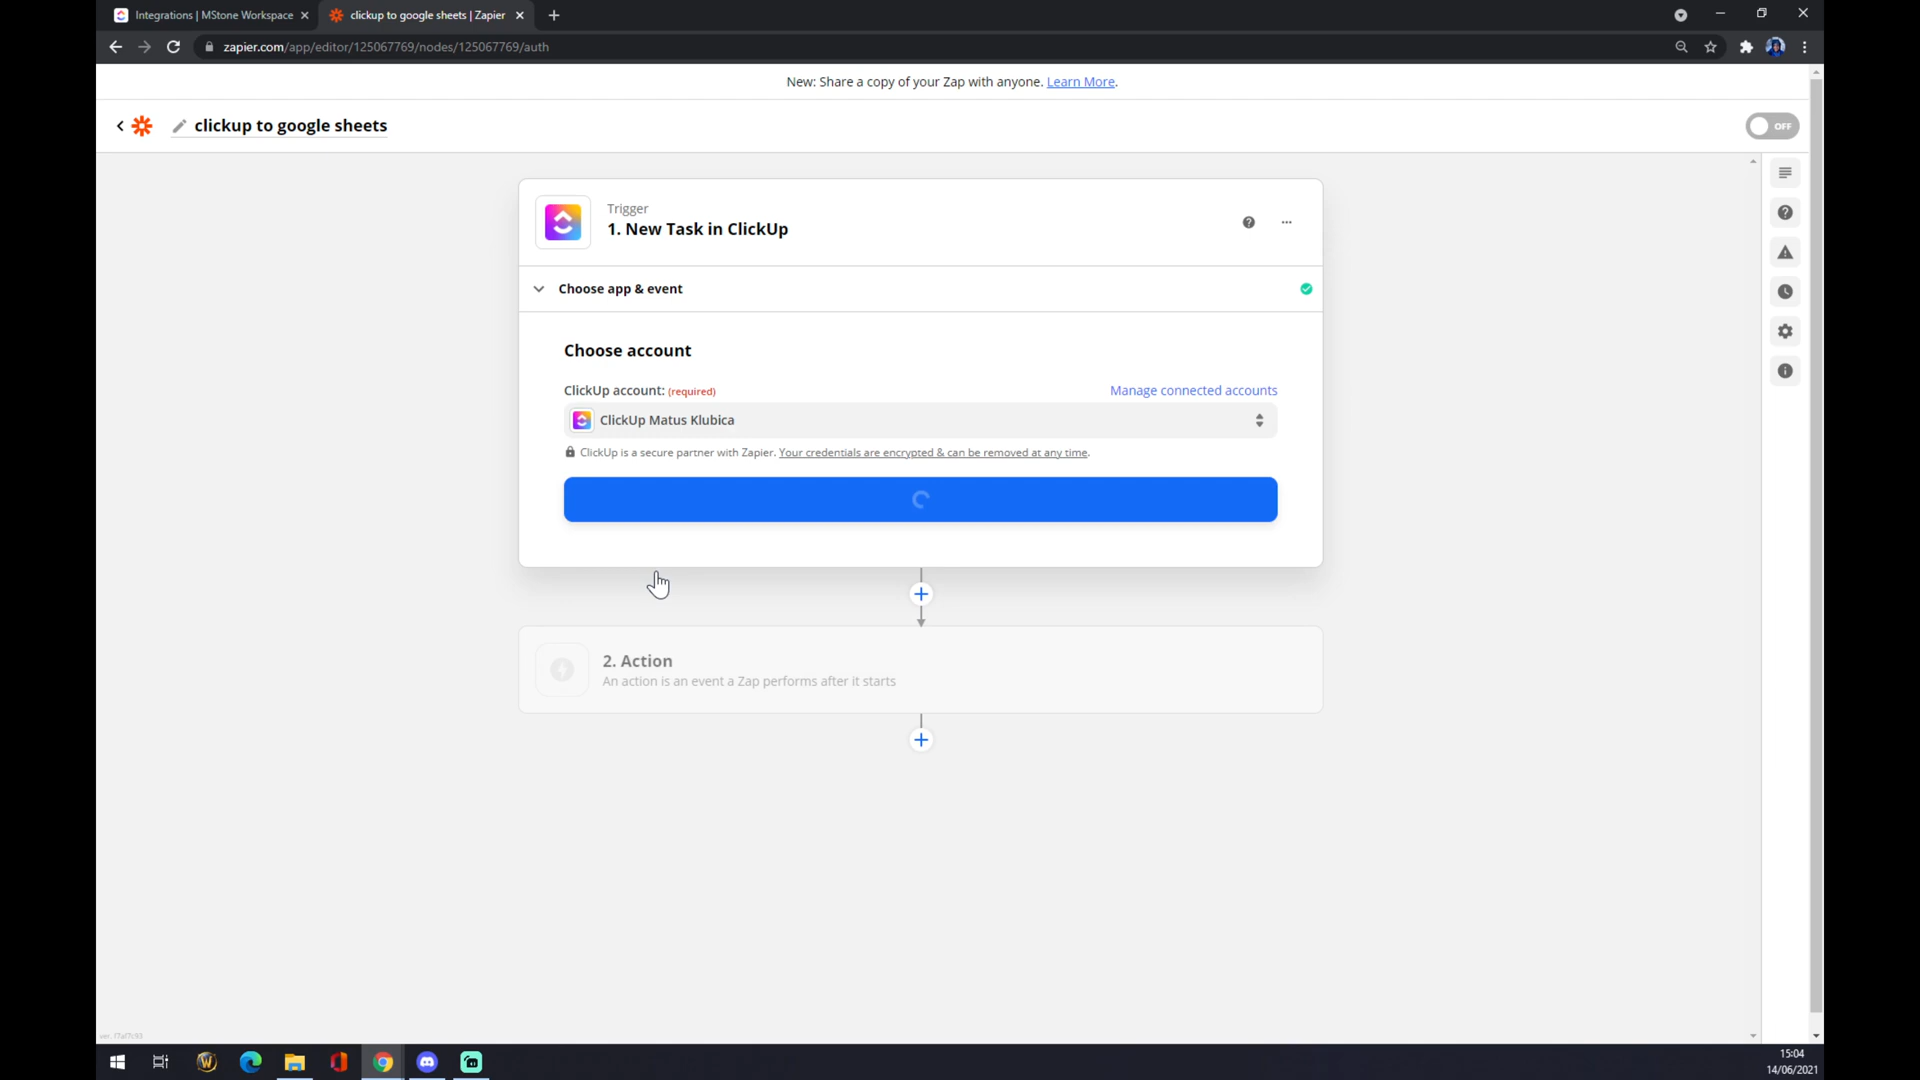 Integrations | MStone Workspace
clickup to google sheets | Zapier
zapier.com/app/editor/125067769/nodes/125067769/auth
New: Share a copy of your Zap with anyone. Learn More.
clickup to google sheets
OFF
Trigger
1. New Task in ClickUp
Choose app & event
Choose account
ClickUp account: (required)
Manage connected accounts
ClickUp Matus Klubica
ClickUp is a secure partner with Zapier. Your credentials are encrypted & can be removed at any time.
2. Action
An action is an event a Zap performs after it starts
15:04
14/06/2021